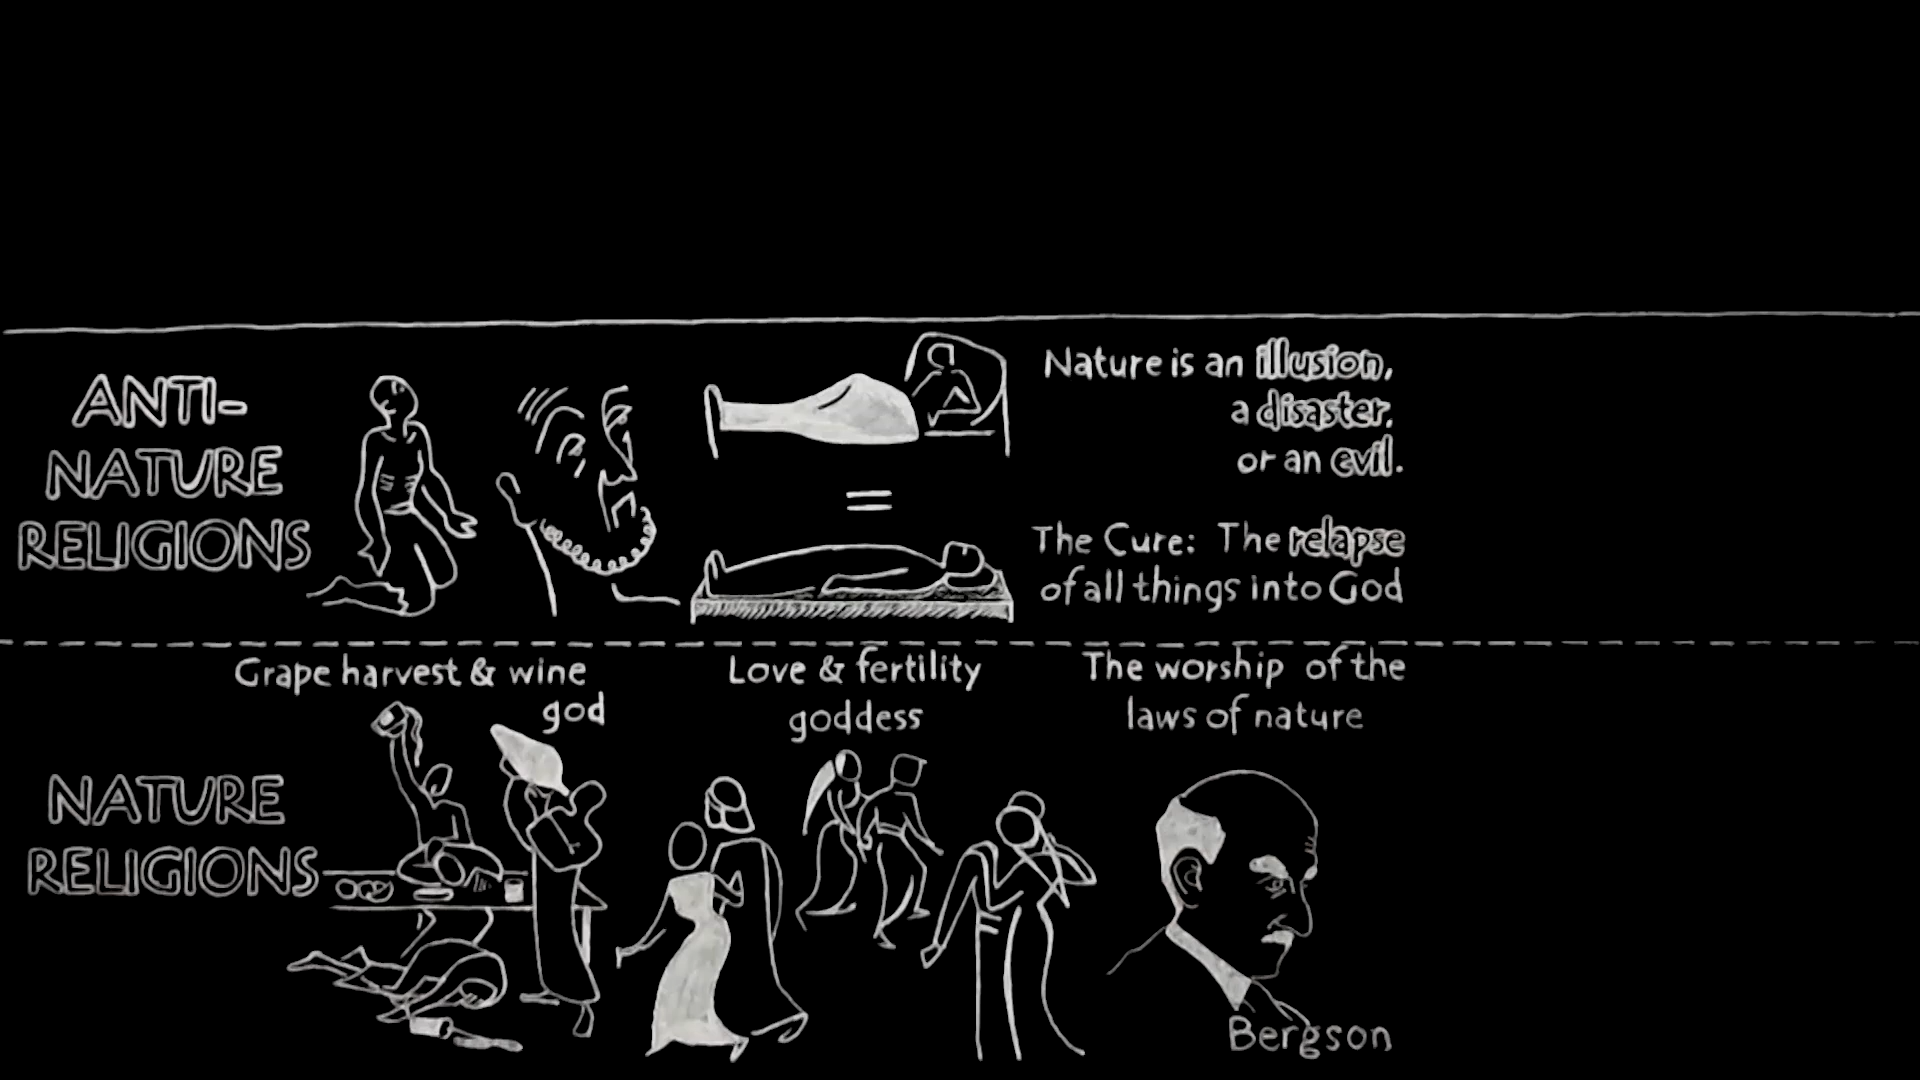 ANTI-
NATURE
RELIGIONS
Nature is an illusion,
a disaster,
or an evil.
=
The Cure: The relapse
of all things into God
Grape harvest & wine
god
Love & fertility
goddess
The worship of the
laws of nature
NATURE
RELIGIONS
Bergson